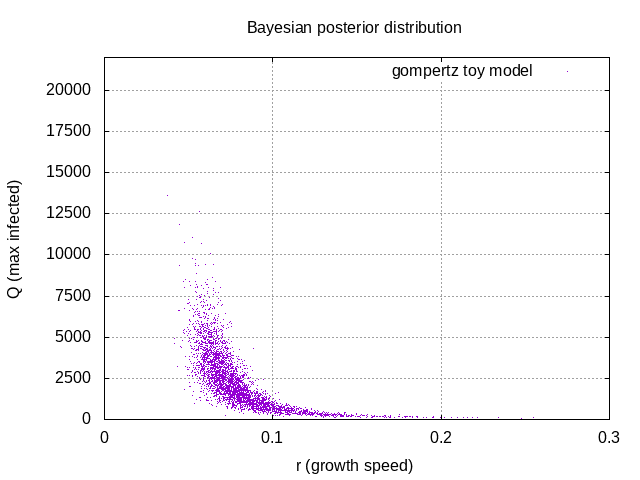 Bayesian posterior distribution
gompertz toy model
20000
17500
15000
12500
10000
7500
5000
2500
0
Q (max infected)
0 0.1 0.2 0.3
r (growth speed)